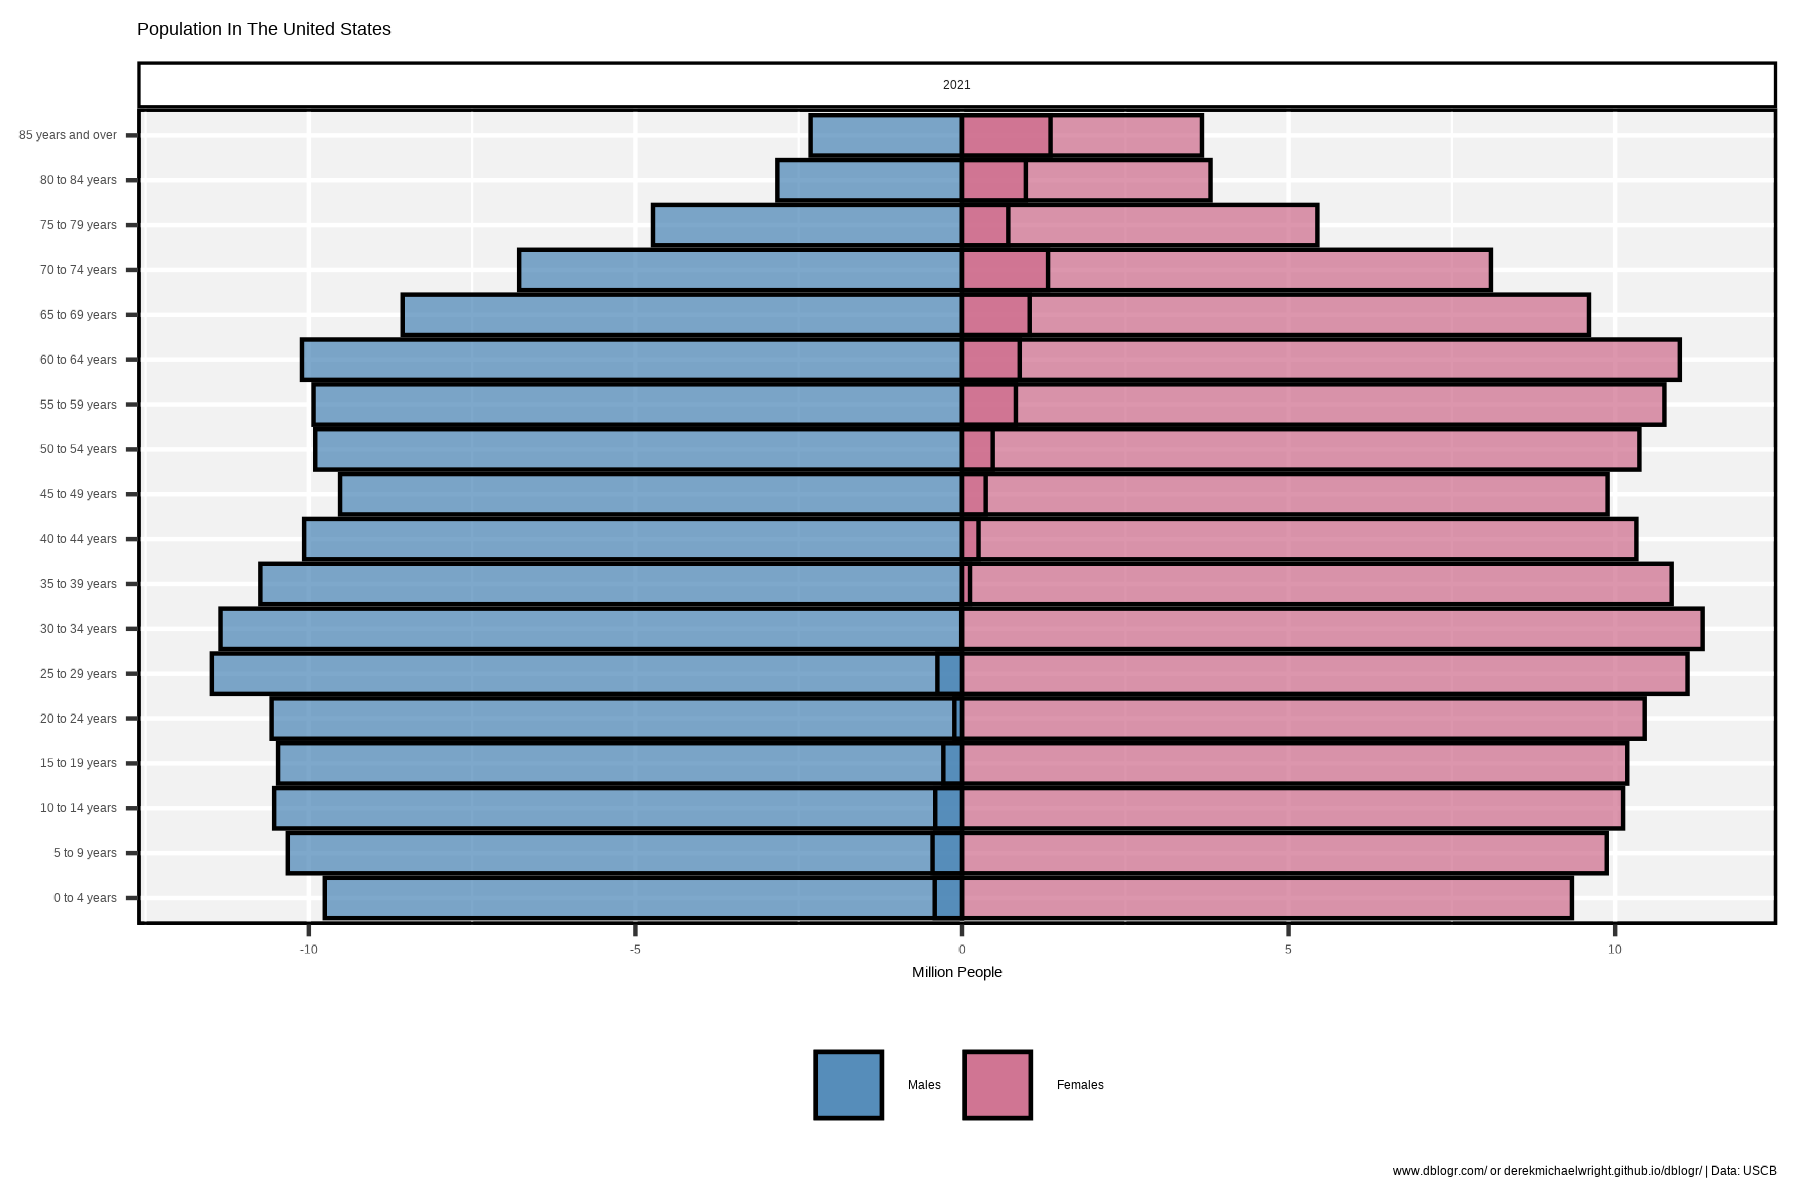 Population In The United States
2021
85 years and over
80 to 84 years
75 to 79 years
70 to 74 years
65 to 69 years
60 to 64 years
55 to 59 years
50 to 54 years
45 to 49 years
40 to 44 years
35 to 39 years
30 to 34 years
25 to 29 years
20 to 24 years
15 to 19 years
10 to 14 years
5 to 9 years
0 to 4 years
-10 -5 0 5 10
Million People
Males Females
www.dblogr.com/ or derekmichaelwright.github.io/dblogr/ | Data: USCB